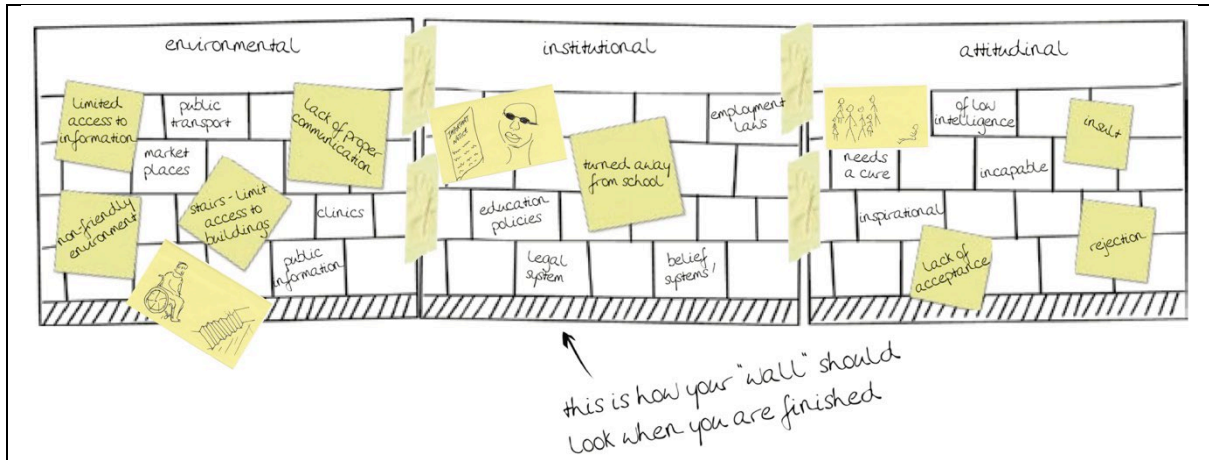 environmental
limited
access to
information
public
transport
lack of proper
communication
market
places
stairs - limit
access to
buildings
non-friendly
environment
clinics
public
information
institutional
IMPORTANT
NOTICE
employment
laws
turned away
from school
education
policies
legal
system
belief
systems!
attitudinal
of low
intelligence
insult
needs
a cure
incapable
inspirational
lack of
acceptance
rejection
this is how your "wall" should
look when you are finished